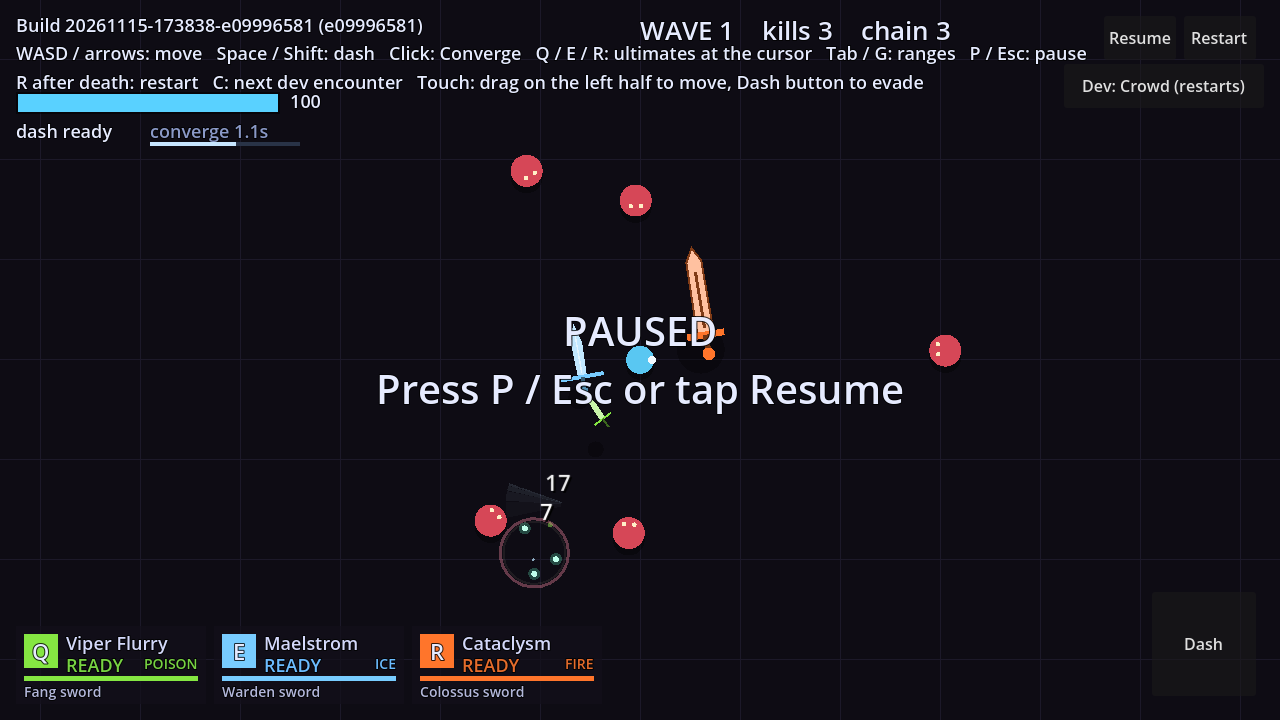 Build 20261115-173838-e09996581 (e09996581)
WAVE 1 kills 3 chain 3
Resume
Restart
WASD / arrows: move Space / Shift: dash Click: Converge Q / E / R: ultimates at the cursor Tab / G: ranges P / Esc: pause
R after death: restart C: next dev encounter Touch: drag on the left half to move, Dash button to evade
Dev: Crowd (restarts)
100
dash ready
converge 1.1s
PAUSED
Press P / Esc or tap Resume
17
7
Q
Viper Flurry
READY
POISON
Fang sword
E
Maelstrom
READY
ICE
Warden sword
R
Cataclysm
READY
FIRE
Colossus sword
Dash